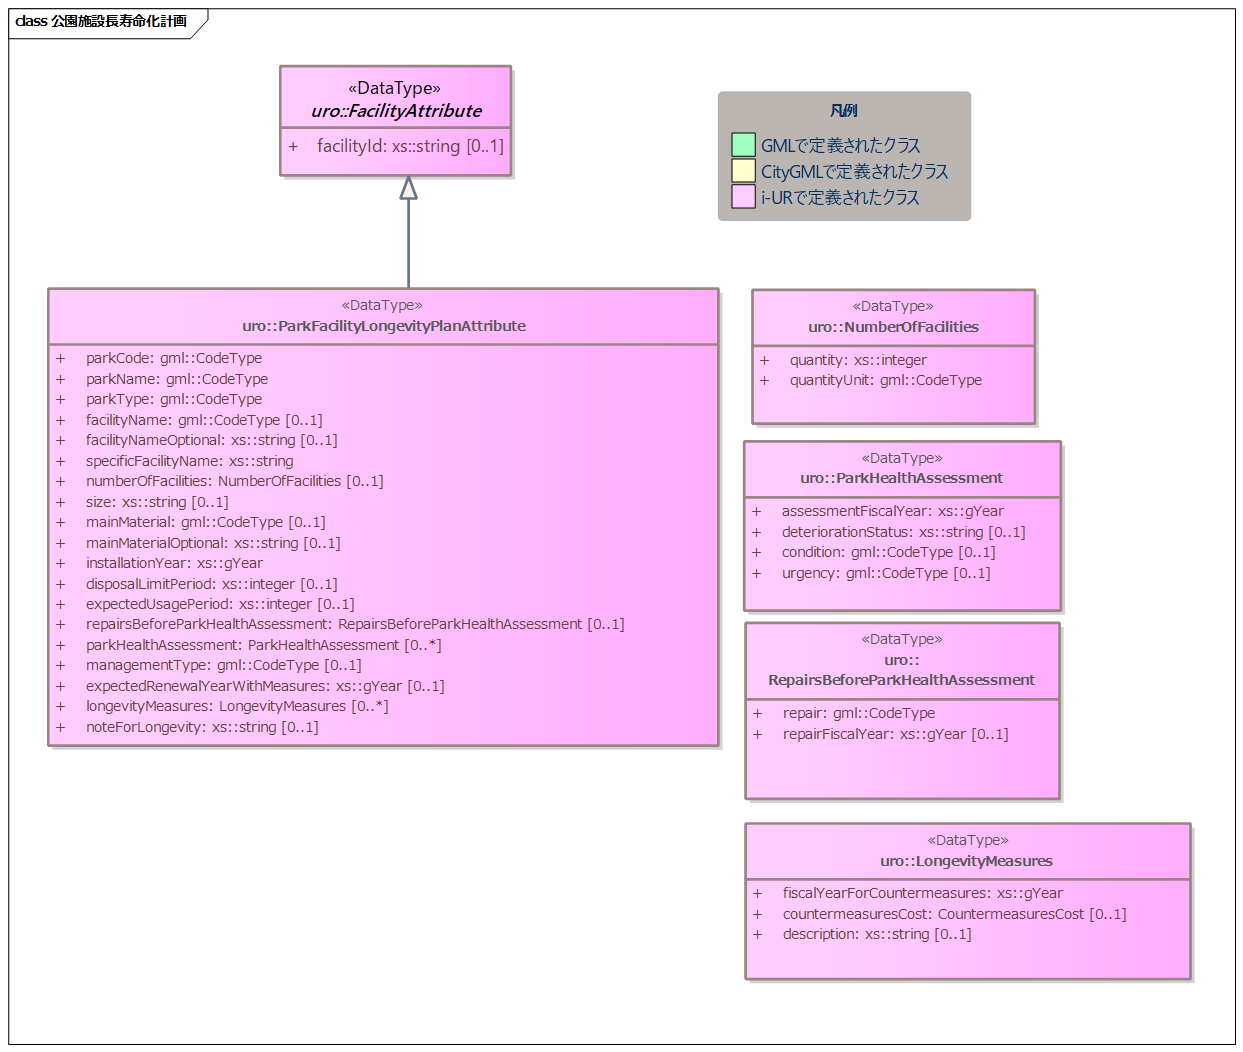 class 公園施設長寿命化計画
«DataType»
uro::FacilityAttribute
+ facilityId: xs::string [0..1]
凡例
GMLで定義されたクラス
CityGMLで定義されたクラス
i-URで定義されたクラス
«DataType»
uro::ParkFacilityLongevityPlanAttribute
+ parkCode: gml::CodeType
+ parkName: gml::CodeType
+ parkType: gml::CodeType
+ facilityName: gml::CodeType [0..1]
+ facilityNameOptional: xs::string [0..1]
+ specificFacilityName: xs::string
+ numberOfFacilities: NumberOfFacilities [0..1]
+ size: xs::string [0..1]
+ mainMaterial: gml::CodeType [0..1]
+ mainMaterialOptional: xs::string [0..1]
+ installationYear: xs::gYear
+ disposalLimitPeriod: xs::integer [0..1]
+ expectedUsagePeriod: xs::integer [0..1]
+ repairsBeforeParkHealthAssessment: RepairsBeforeParkHealthAssessment [0..1]
+ parkHealthAssessment: ParkHealthAssessment [0..*]
+ managementType: gml::CodeType [0..1]
+ expectedRenewalYearWithMeasures: xs::gYear [0..1]
+ longevityMeasures: LongevityMeasures [0..*]
+ noteForLongevity: xs::string [0..1]
«DataType»
uro::NumberOfFacilities
+ quantity: xs::integer
+ quantityUnit: gml::CodeType
«DataType»
uro::ParkHealthAssessment
+ assessmentFiscalYear: xs::gYear
+ deteriorationStatus: xs::string [0..1]
+ condition: gml::CodeType [0..1]
+ urgency: gml::CodeType [0..1]
«DataType»
uro::
RepairsBeforeParkHealthAssessment
+ repair: gml::CodeType
+ repairFiscalYear: xs::gYear [0..1]
«DataType»
uro::LongevityMeasures
+ fiscalYearForCountermeasures: xs::gYear
+ countermeasuresCost: CountermeasuresCost [0..1]
+ description: xs::string [0..1]